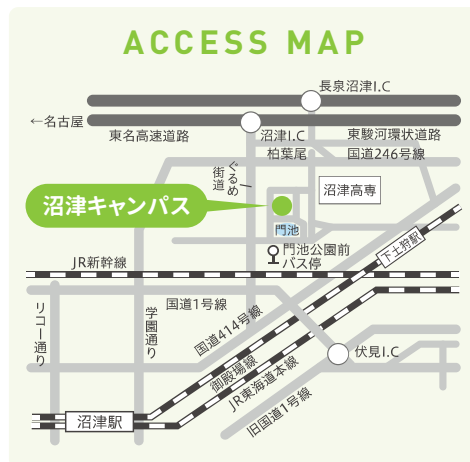 ACCESS MAP
長泉沼津I.C
←名古屋
東名高速道路
沼津I.C
東駿河環状道路
柏葉尾
国道246号線
ぐるめ
街道
沼津高専
沼津キャンパス
門池
下土狩駅
門池公園前
バス停
JR新幹線
国道1号線
リコー通り
学園通り
国道414号線
伏見I.C
御殿場線
JR東海道本線
旧国道1号線
沼津駅